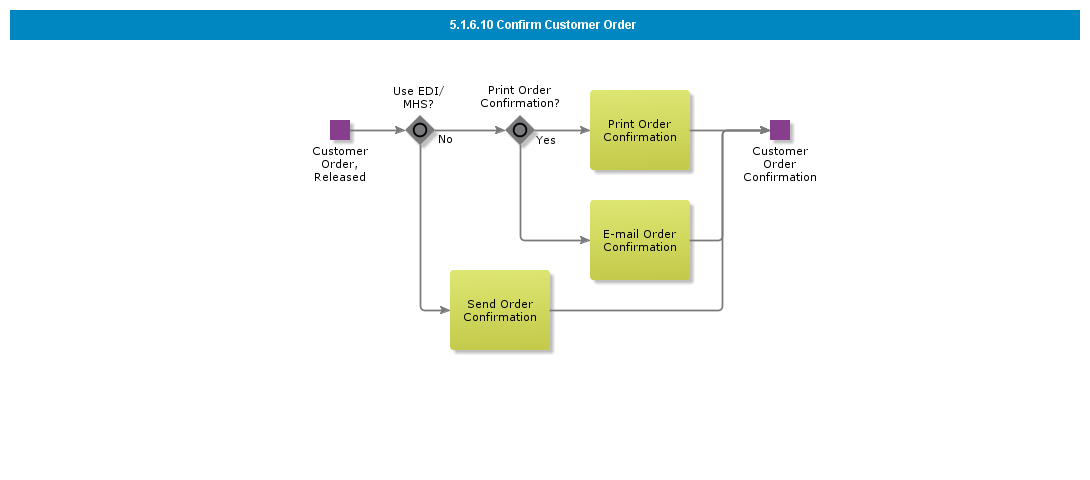 5.1.6.10 Confirm Customer Order
Use EDI/
MHS?
Print Order
Confirmation?
Print Order
Confirmation
No
Yes
Customer
Order,
Released
Customer
Order
Confirmation
E-mail Order
Confirmation
Send Order
Confirmation